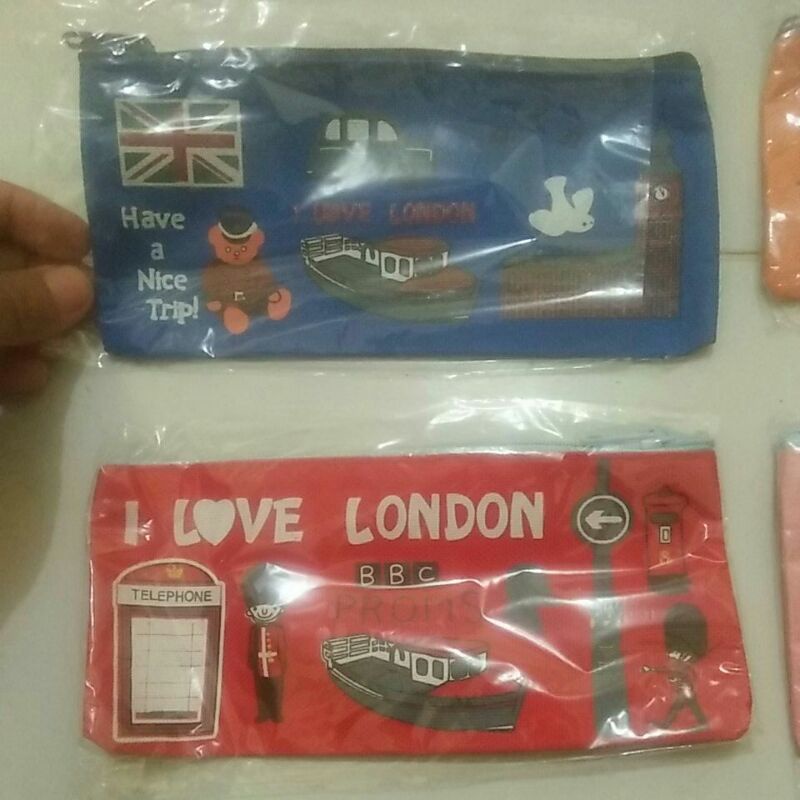 Have
a
Nice
Trip!
I LOVE LONDON
I LOVE LONDON
TELEPHONE
BBC
PROMS